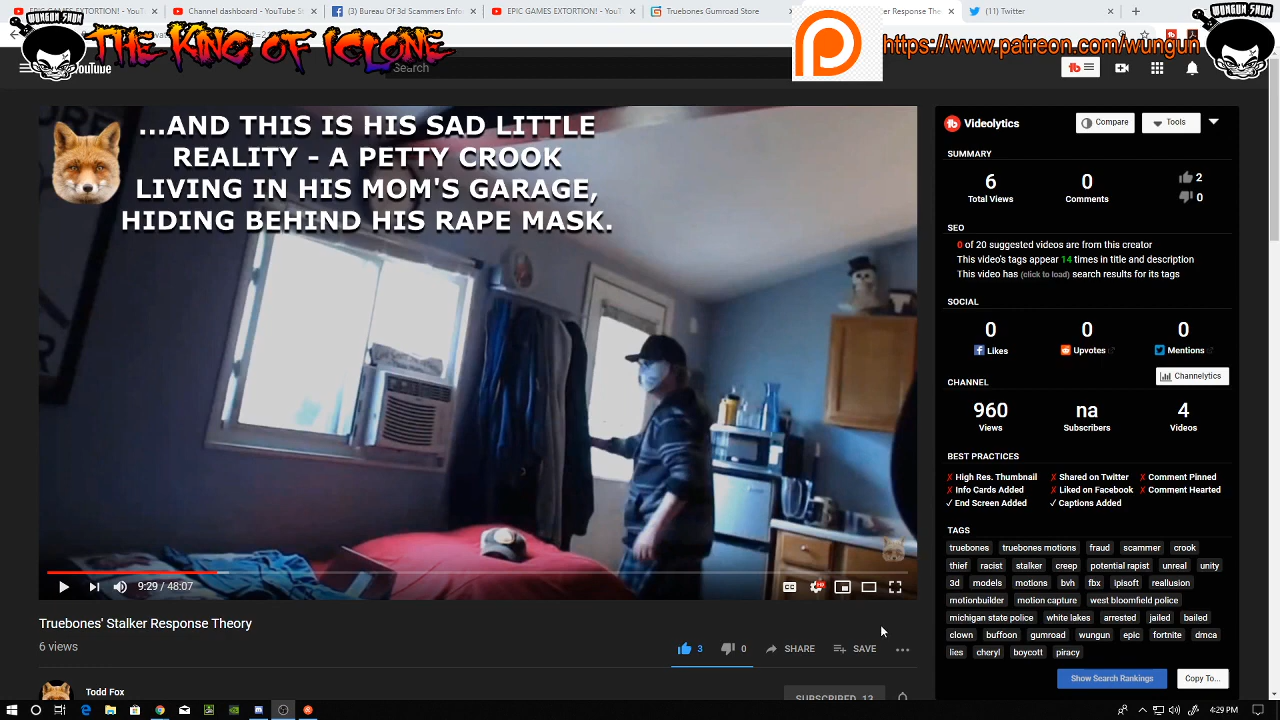 EPIC GAMES EXTORTION!
Channel dashboard - YouTube S
(3) Bureau Of 3d Scammers Enfo
EPIC GAMES EXTORTION!
Truebones Gumroad Store
Response The
(11) Twitter
THE KING OF ICLONE
https://www.patreon.com/wungun
YouTube
Search
...AND THIS IS HIS SAD LITTLE
REALITY - A PETTY CROOK
LIVING IN HIS MOM'S GARAGE,
HIDING BEHIND HIS RAPE MASK.
9:29 / 48:07
HD
Truebones' Stalker Response Theory
6 views
3
0
SHARE
SAVE
Todd Fox
SUBSCRIBED 13
Videolytics
Compare
Tools
SUMMARY
6
0
2
Total Views
Comments
0
SEO
0 of 20 suggested videos are from this creator
This video's tags appear 14 times in title and description
This video has (click to load) search results for its tags
SOCIAL
0
0
0
Likes
Upvotes
Mentions
Channelytics
CHANNEL
960
na
4
Views
Subscribers
Videos
BEST PRACTICES
✗ High Res. Thumbnail
✗ Shared on Twitter
✗ Comment Pinned
✗ Info Cards Added
✗ Liked on Facebook
✗ Comment Hearted
✓ End Screen Added
✓ Captions Added
TAGS
truebones truebones motions fraud scammer crook
thief racist stalker creep potential rapist unreal unity
3d models motions bvh fbx ipisoft reallusion
motionbuilder motion capture west bloomfield police
michigan state police white lakes arrested jailed bailed
clown buffoon gumroad wungun epic fortnite dmca
lies cheryl boycott piracy
Show Search Rankings
Copy To...
4:29 PM